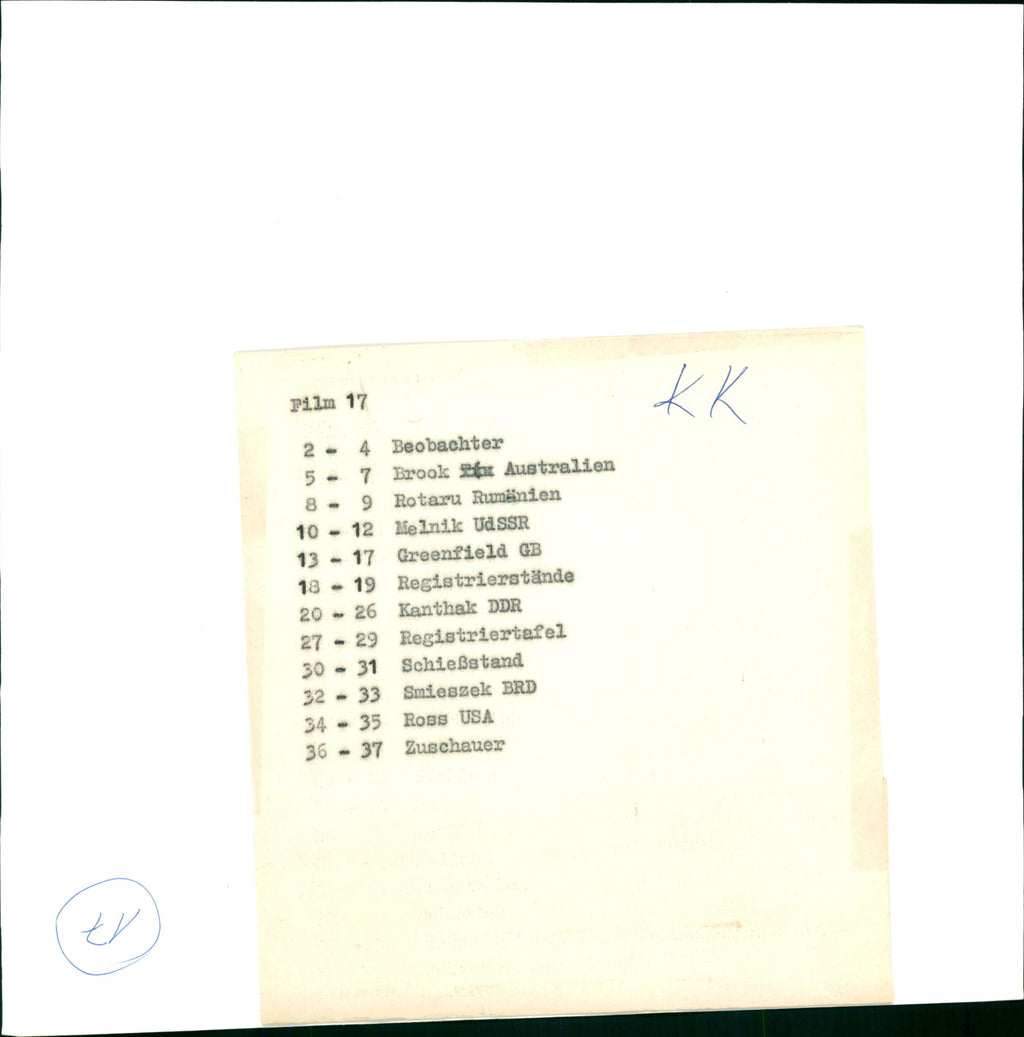 Film 17
KK
2 - 4 Beobachter
5 - 7 Brook Australien
8 - 9 Rotaru Rumänien
10 - 12 Melnik UdSSR
13 - 17 Greenfield GB
18 - 19 Registrierstände
20 - 26 Kanthak DDR
27 - 29 Registriertafel
30 - 31 Schießstand
32 - 33 Smieszek BRD
34 - 35 Ross USA
36 - 37 Zuschauer
17